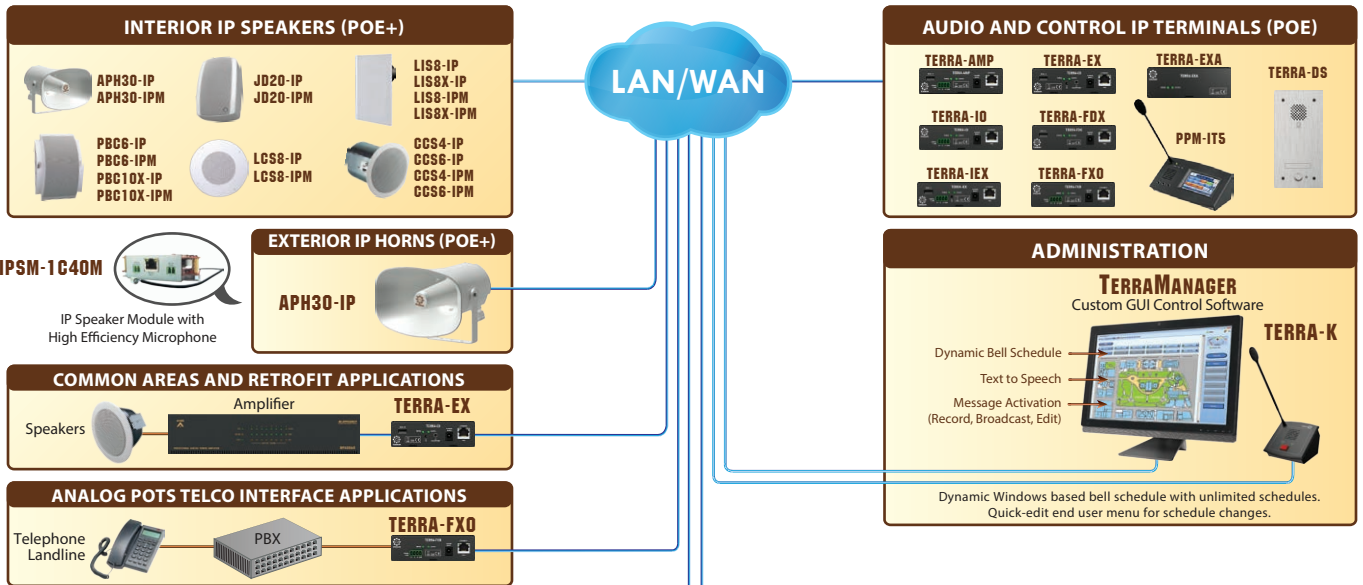 INTERIOR IP SPEAKERS (POE+)
APH30-IP
APH30-IPM
JD20-IP
JD20-IPM
LIS8-IP
LIS8X-IP
LIS8-IPM
LIS8X-IPM
PBC6-IP
PBC6-IPM
PBC10X-IP
PBC10X-IPM
LCS8-IP
LCS8-IPM
CCS4-IP
CCS6-IP
CCS4-IPM
CCS6-IPM
LAN/WAN
AUDIO AND CONTROL IP TERMINALS (POE)
TERRA-AMP
TERRA-EX
TERRA-EXA
TERRA-DS
TERRA-IO
TERRA-FDX
PPM-IT5
TERRA-IEX
TERRA-FXO
IPSM-1C40M
IP Speaker Module with
High Efficiency Microphone
EXTERIOR IP HORNS (POE+)
APH30-IP
COMMON AREAS AND RETROFIT APPLICATIONS
Speakers
Amplifier
TERRA-EX
ANALOG POTS TELCO INTERFACE APPLICATIONS
Telephone
Landline
PBX
TERRA-FXO
ADMINISTRATION
TERRAMANAGER
Custom GUI Control Software
TERRA-K
Dynamic Bell Schedule
Text to Speech
Message Activation
(Record, Broadcast, Edit)
Dynamic Windows based bell schedule with unlimited schedules.
Quick-edit end user menu for schedule changes.